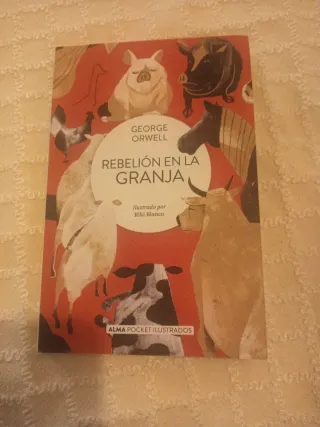 GEORGE
ORWELL
REBELIÓN EN LA
GRANJA
Ilustrado por
ALMA POCKET ILUSTRADOS